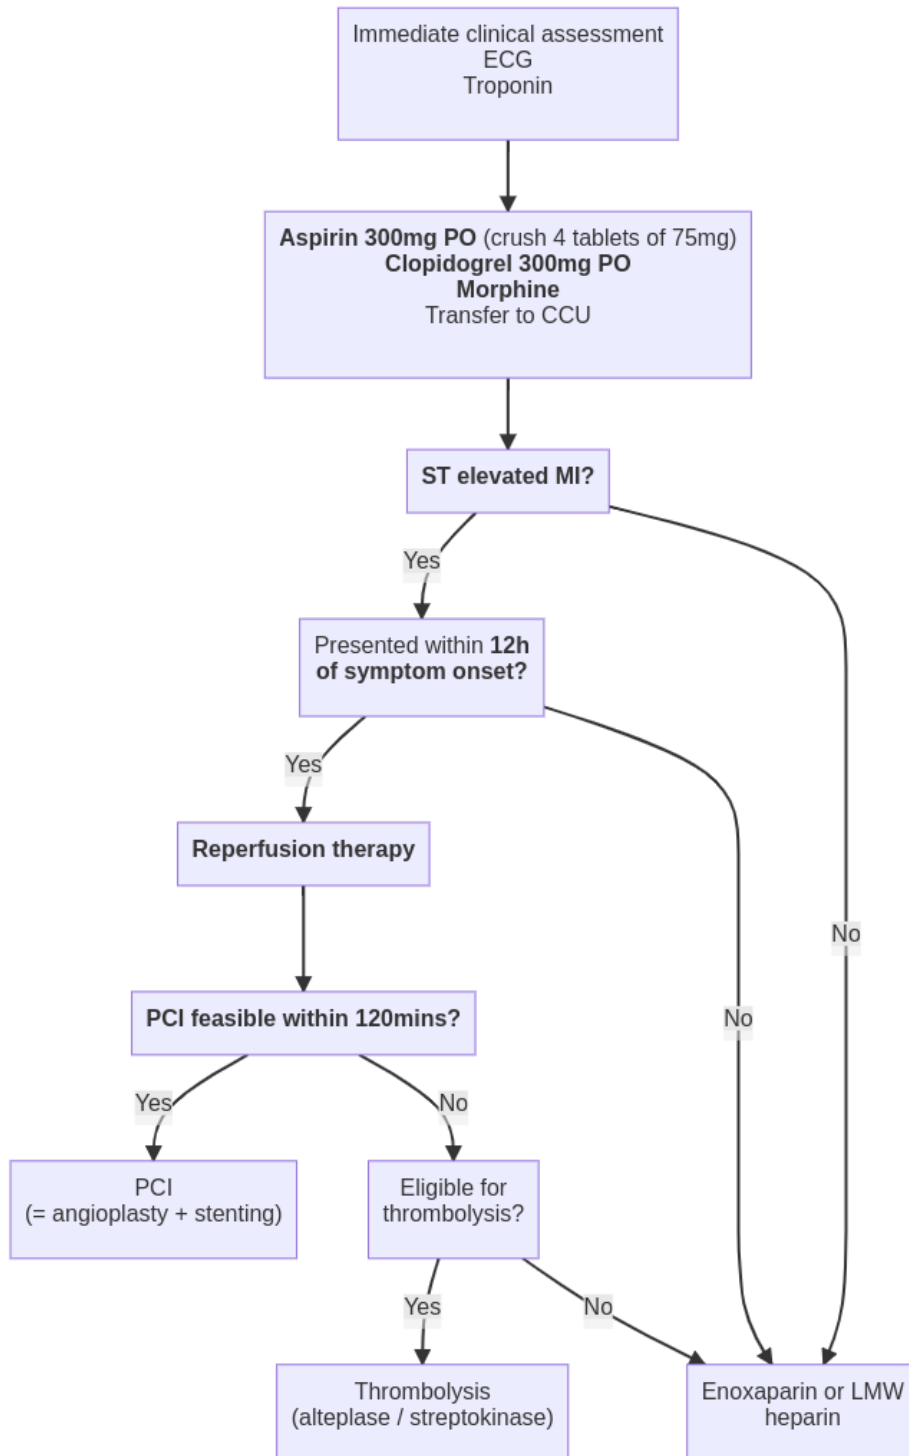 Immediate clinical assessment
ECG
Troponin
Aspirin 300mg PO (crush 4 tablets of 75mg)
Clopidogrel 300mg PO
Morphine
Transfer to CCU
ST elevated MI?
Yes
Presented within 12h
of symptom onset?
Yes
Reperfusion therapy
No
PCI feasible within 120mins?
No
Yes
No
PCI
(= angioplasty + stenting)
Eligible for
thrombolysis?
Yes
No
Thrombolysis
(alteplase / streptokinase)
Enoxaparin or LMW
heparin